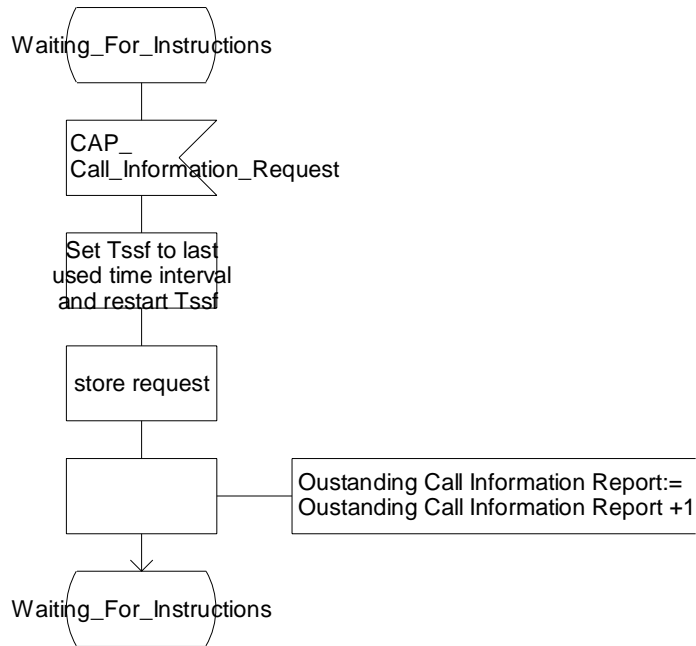 Waiting_For_Instructions
CAP_
Call_Information_Request
Set Tssf to last
used time interval
and restart Tssf
store request
Oustanding Call Information Report:=
Oustanding Call Information Report +1
Waiting_For_Instructions